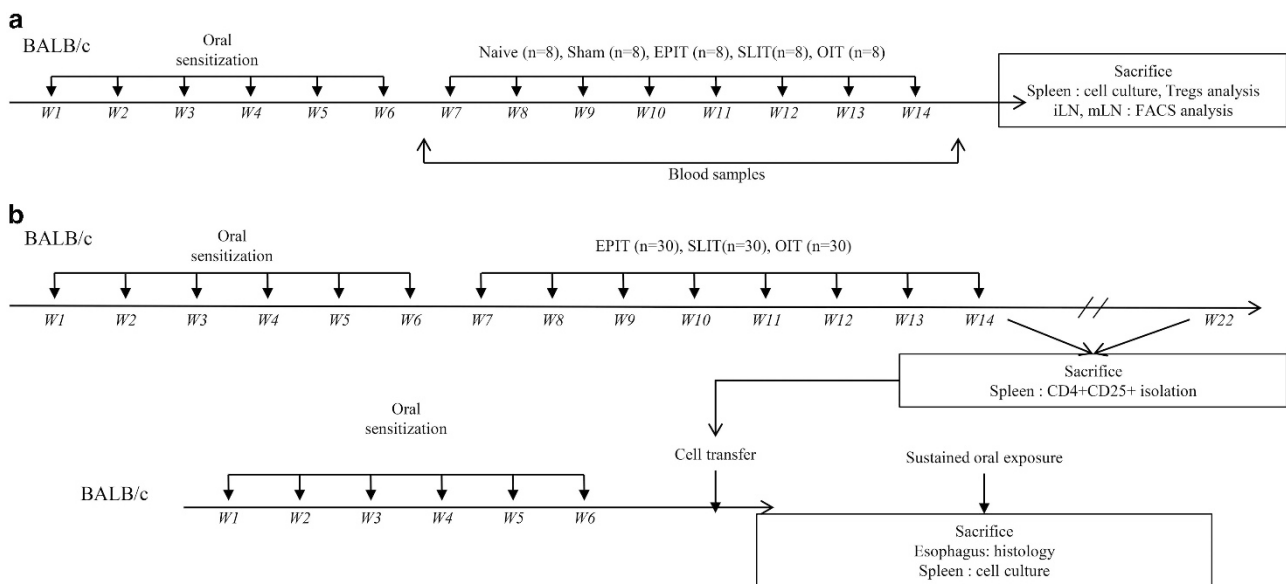 a
BALB/c
Oral
sensitization
Naive (n=8), Sham (n=8), EPIT (n=8), SLIT(n=8), OIT (n=8)
W1 W2 W3 W4 W5 W6 W7 W8 W9 W10 W11 W12 W13 W14
Sacrifice
Spleen : cell culture, Tregs analysis
iLN, mLN : FACS analysis
Blood samples
b
BALB/c
Oral
sensitization
EPIT (n=30), SLIT(n=30), OIT (n=30)
W1 W2 W3 W4 W5 W6 W7 W8 W9 W10 W11 W12 W13 W14 W22
Sacrifice
Spleen : CD4+CD25+ isolation
Oral
sensitization
Cell transfer
Sustained oral exposure
BALB/c
W1 W2 W3 W4 W5 W6
Sacrifice
Esophagus: histology
Spleen : cell culture